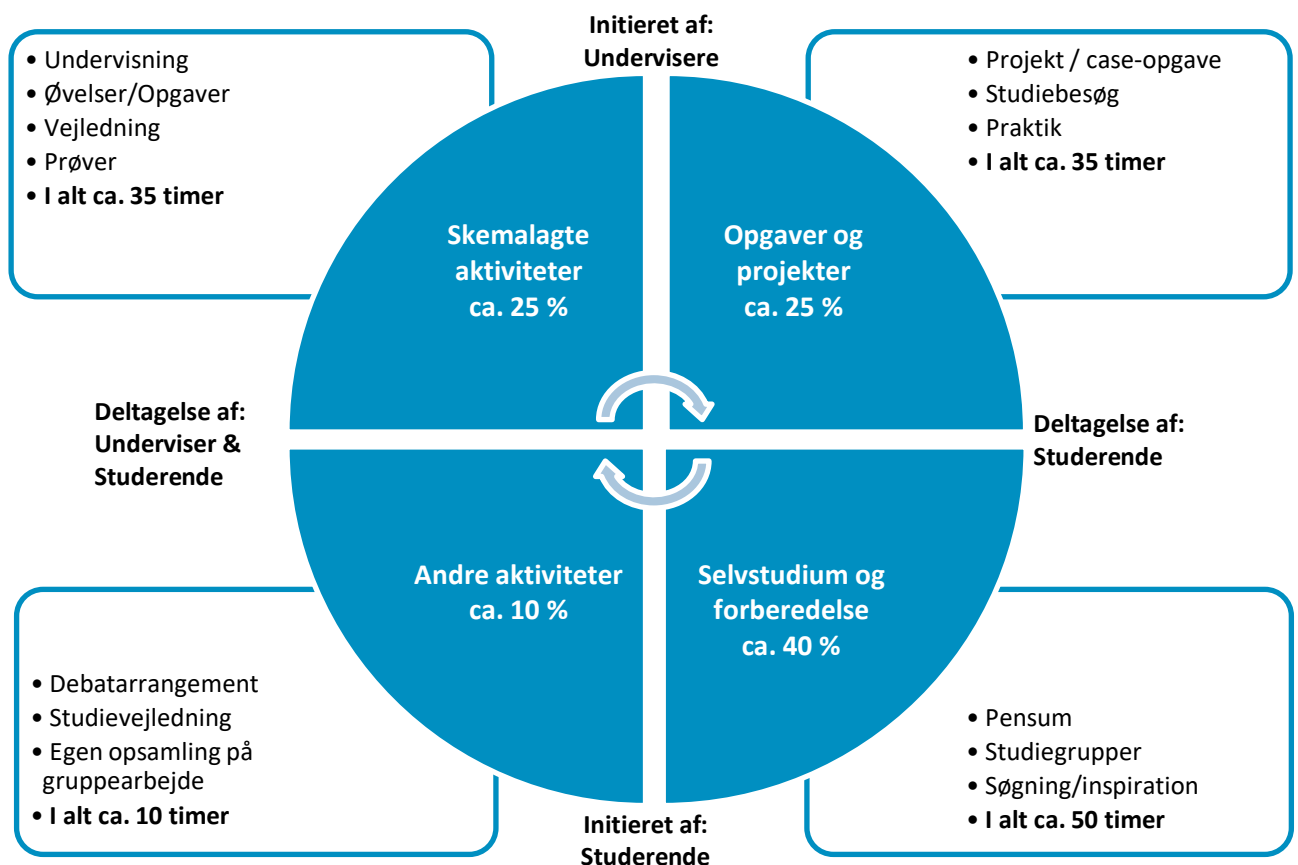 Initieret af:
Undervisere
• Undervisning
• Øvelser/Opgaver
• Vejledning
• Prøver
• I alt ca. 35 timer
• Projekt / case-opgave
• Studiebesøg
• Praktik
• I alt ca. 35 timer
Skemalagte
aktiviteter
ca. 25 %
Opgaver og
projekter
ca. 25 %
Deltagelse af:
Underviser &
Studerende
Deltagelse af:
Studerende
Andre aktiviteter
ca. 10 %
Selvstudium og
forberedelse
ca. 40 %
• Debatarrangement
• Studievejledning
• Egen opsamling på
gruppearbejde
• I alt ca. 10 timer
• Pensum
• Studiegrupper
• Søgning/inspiration
• I alt ca. 50 timer
Initieret af:
Studerende